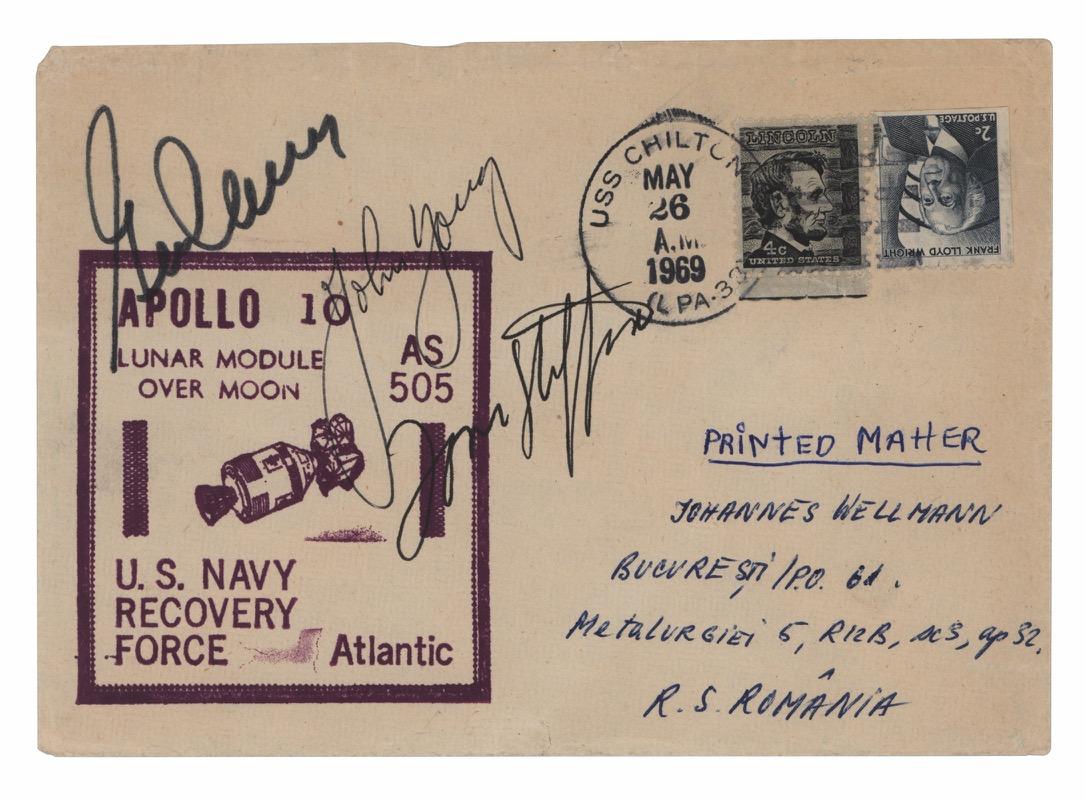 Gene Cernan
John Young
Tom Stafford
USS CHILTON
MAY
26
A.M.
1969
PA-38
LINCOLN
4c
UNITED STATES
2c
U.S. POSTAGE
FRANK LLOYD WRIGHT
APOLLO 10
LUNAR MODULE
OVER MOON
AS
505
U. S. NAVY
RECOVERY
FORCE
Atlantic
PRINTED MATTER
JOHANNES WELLMANN
BUCUREȘTI/P.O. 61.
Metalurgiei 5, R12B, sc3, ap 32.
R. S. ROMÂNIA